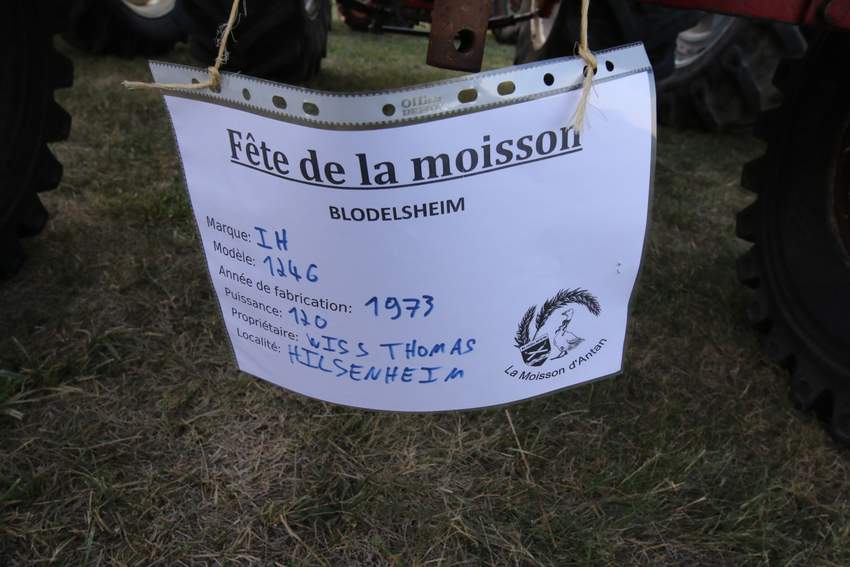 Office
DEPOT
Fête de la moisson
BLODELSHEIM
Marque: IH
Modèle: 1246
Année de fabrication: 1973
Puissance: 120
Propriétaire: WISS THOMAS
Localité: HILSENHEIM
La Moisson d'Antan